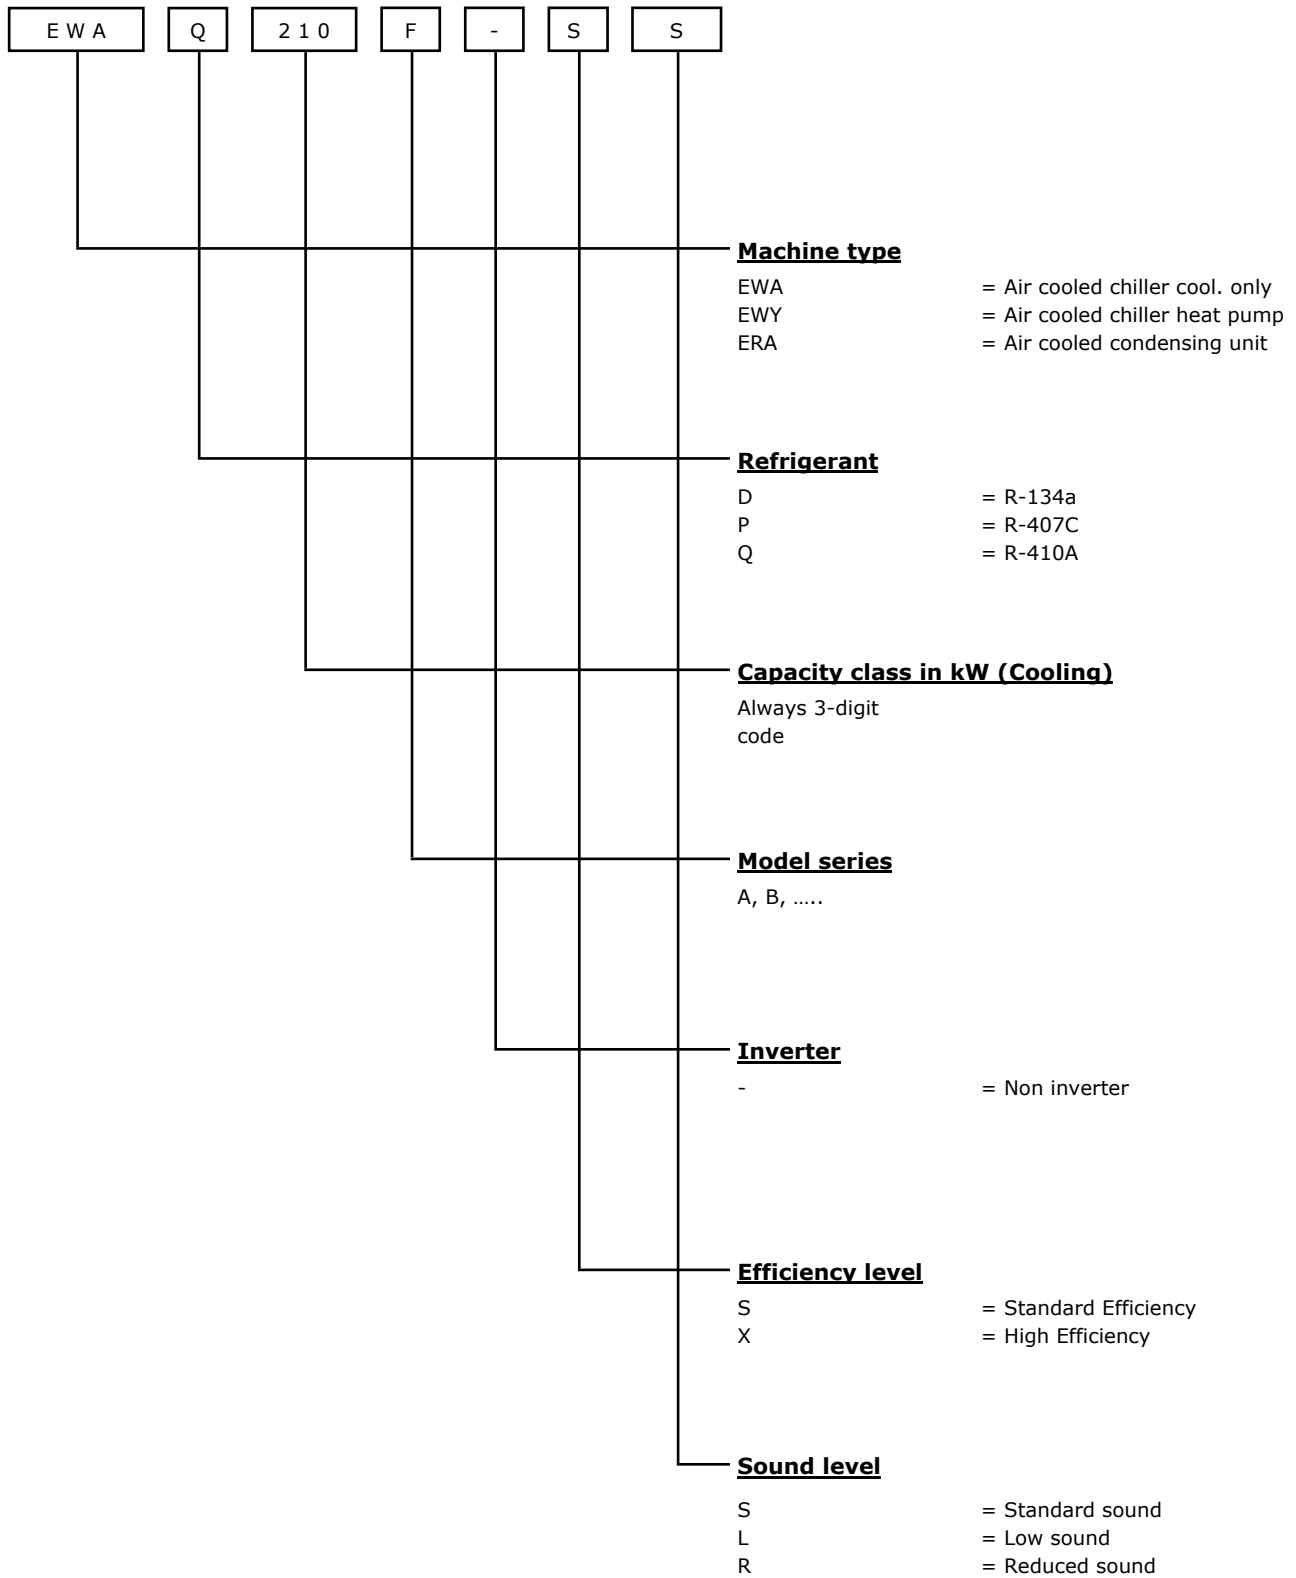 E W A Q 2 1 0 F - S S
Machine type
EWA = Air cooled chiller cool. only
EWY = Air cooled chiller heat pump
ERA = Air cooled condensing unit
Refrigerant
D = R-134a
P = R-407C
Q = R-410A
Capacity class in kW (Cooling)
Always 3-digit
code
Model series
A, B, …..
Inverter
- = Non inverter
Efficiency level
S = Standard Efficiency
X = High Efficiency
Sound level
S = Standard sound
L = Low sound
R = Reduced sound